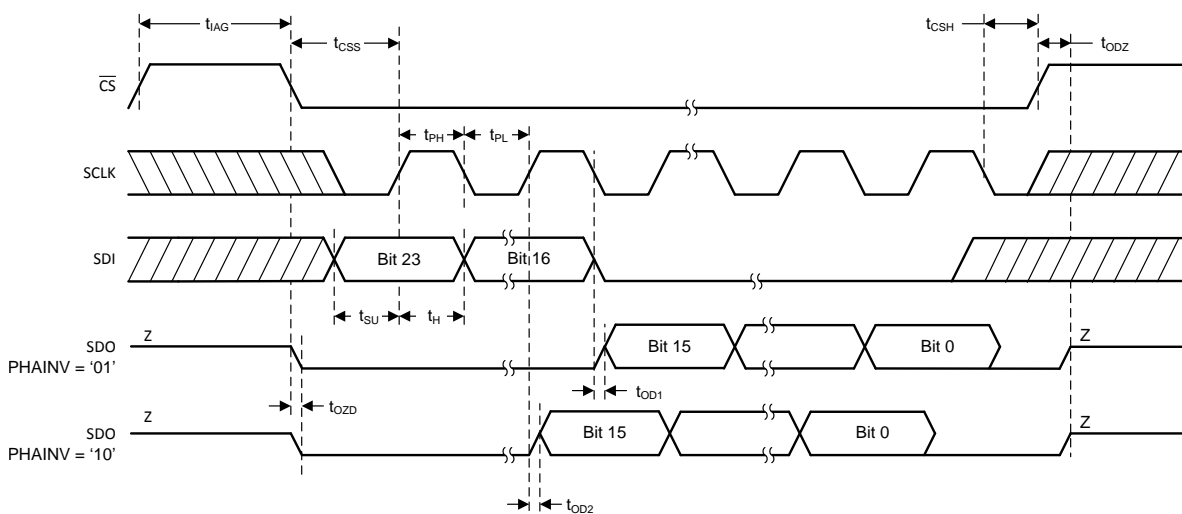 tIAG
tCSS
tCSH
tODZ
CS
tPH
tPL
SCLK
SDI
Bit 23
Bit 16
tSU
tH
Z
SDO
PHAINV = '01'
Bit 15
Bit 0
Z
tOZD
tOD1
Z
SDO
PHAINV = '10'
Bit 15
Bit 0
Z
tOD2